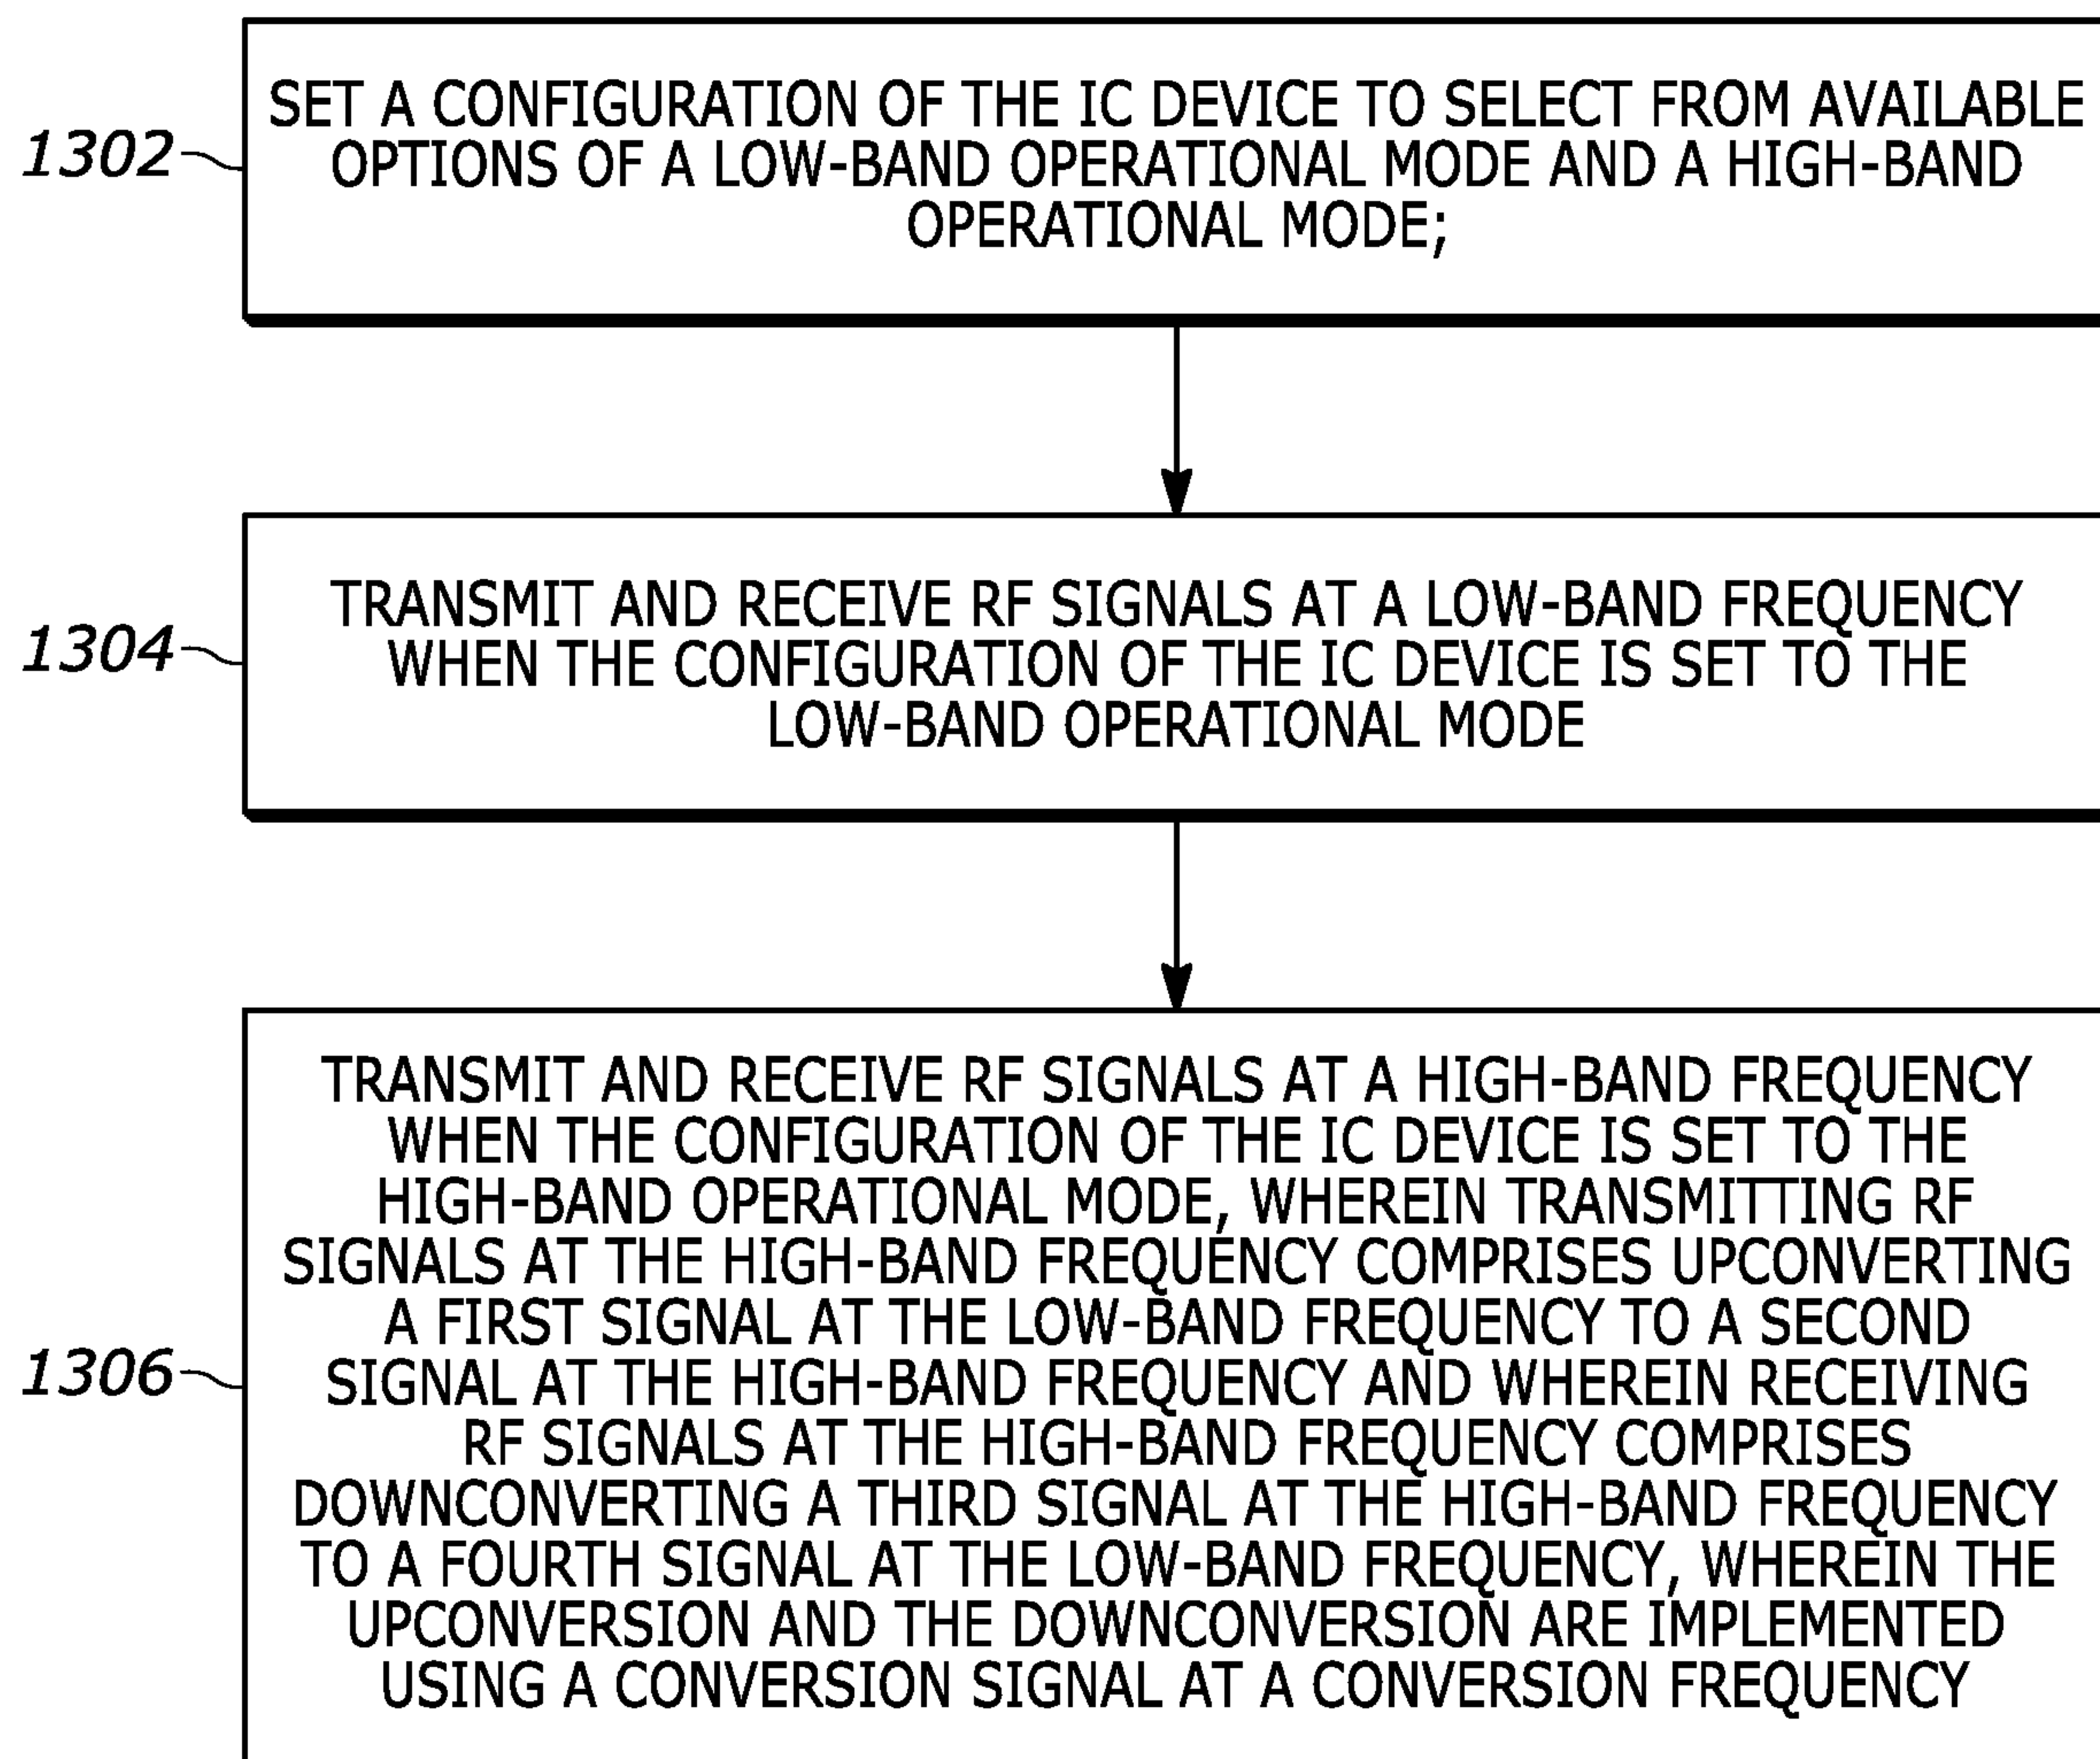 SET A CONFIGURATION OF THE IC DEVICE TO SELECT FROM AVAILABLE
OPTIONS OF A LOW-BAND OPERATIONAL MODE AND A HIGH-BAND
OPERATIONAL MODE;
1302
TRANSMIT AND RECEIVE RF SIGNALS AT A LOW-BAND FREQUENCY
WHEN THE CONFIGURATION OF THE IC DEVICE IS SET TO THE
LOW-BAND OPERATIONAL MODE
1304
TRANSMIT AND RECEIVE RF SIGNALS AT A HIGH-BAND FREQUENCY
WHEN THE CONFIGURATION OF THE IC DEVICE IS SET TO THE
HIGH-BAND OPERATIONAL MODE, WHEREIN TRANSMITTING RF
SIGNALS AT THE HIGH-BAND FREQUENCY COMPRISES UPCONVERTING
A FIRST SIGNAL AT THE LOW-BAND FREQUENCY TO A SECOND
SIGNAL AT THE HIGH-BAND FREQUENCY AND WHEREIN RECEIVING
RF SIGNALS AT THE HIGH-BAND FREQUENCY COMPRISES
DOWNCONVERTING A THIRD SIGNAL AT THE HIGH-BAND FREQUENCY
TO A FOURTH SIGNAL AT THE LOW-BAND FREQUENCY, WHEREIN THE
UPCONVERSION AND THE DOWNCONVERSION ARE IMPLEMENTED
USING A CONVERSION SIGNAL AT A CONVERSION FREQUENCY
1306